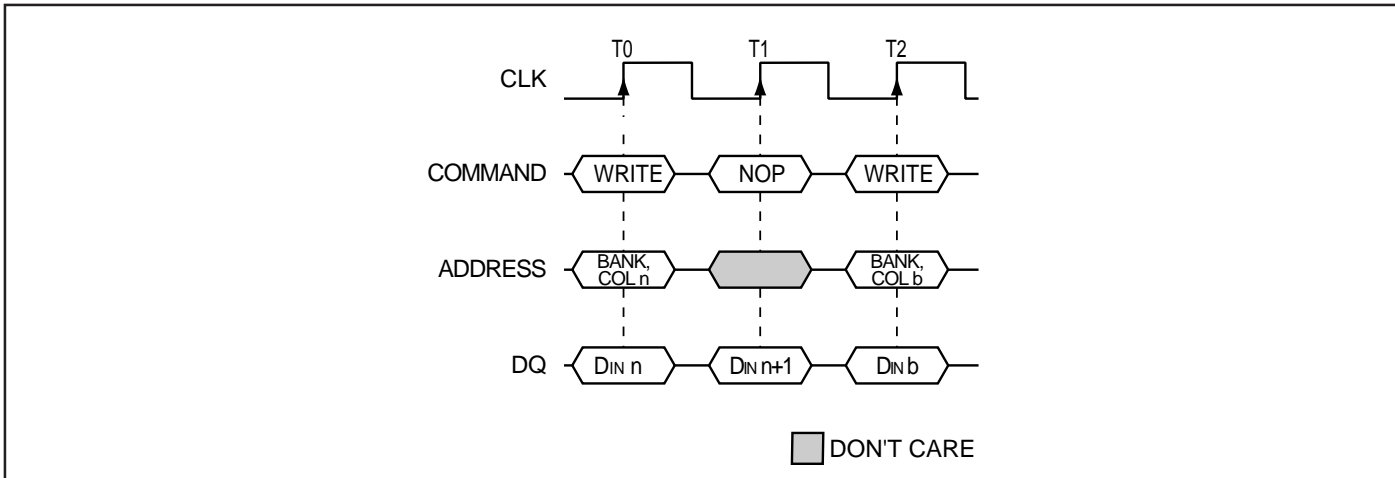 T0 T1 T2
CLK
COMMAND WRITE NOP WRITE
ADDRESS BANK, COL n BANK, COL b
DQ DIN n DIN n+1 DIN b
DON'T CARE